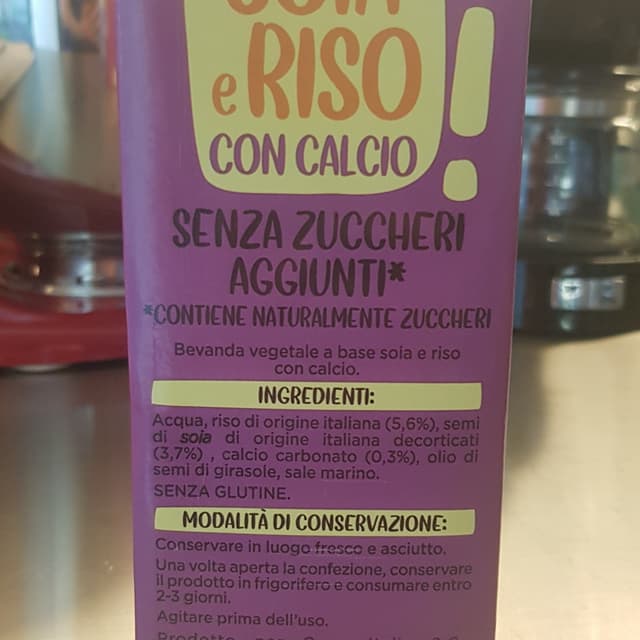 SOIA
e RISO
CON CALCIO
SENZA ZUCCHERI
AGGIUNTI*
*CONTIENE NATURALMENTE ZUCCHERI
Bevanda vegetale a base soia e riso
con calcio.
INGREDIENTI:
Acqua, riso di origine italiana (5,6%), semi
di soia di origine italiana decorticati
(3,7%) , calcio carbonato (0,3%), olio di
semi di girasole, sale marino.
SENZA GLUTINE.
MODALITÀ DI CONSERVAZIONE:
Conservare in luogo fresco e asciutto.
Una volta aperta la confezione, conservare
il prodotto in frigorifero e consumare entro
2-3 giorni.
Agitare prima dell'uso.